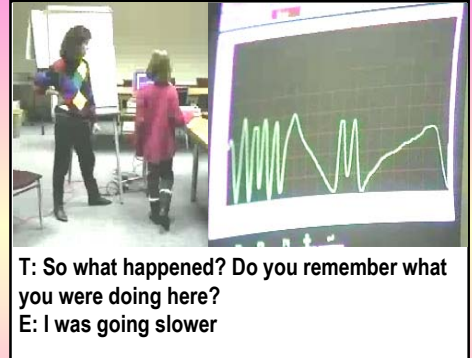 T: So what happened? Do you remember what
you were doing here?
E: I was going slower